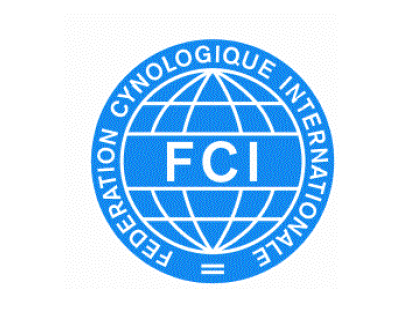 FEDERATION CYNOLOGIQUE INTERNATIONALE
FCI